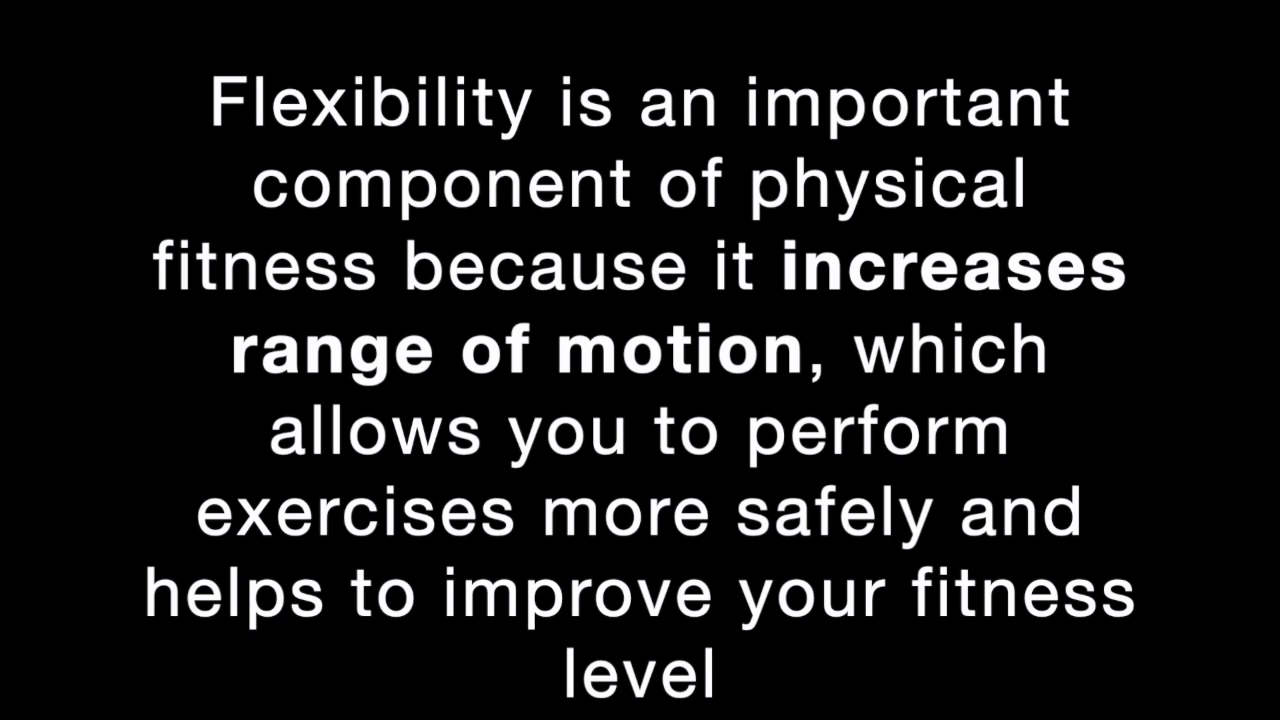 Flexibility is an important
component of physical
fitness because it increases
range of motion, which
allows you to perform
exercises more safely and
helps to improve your fitness
level